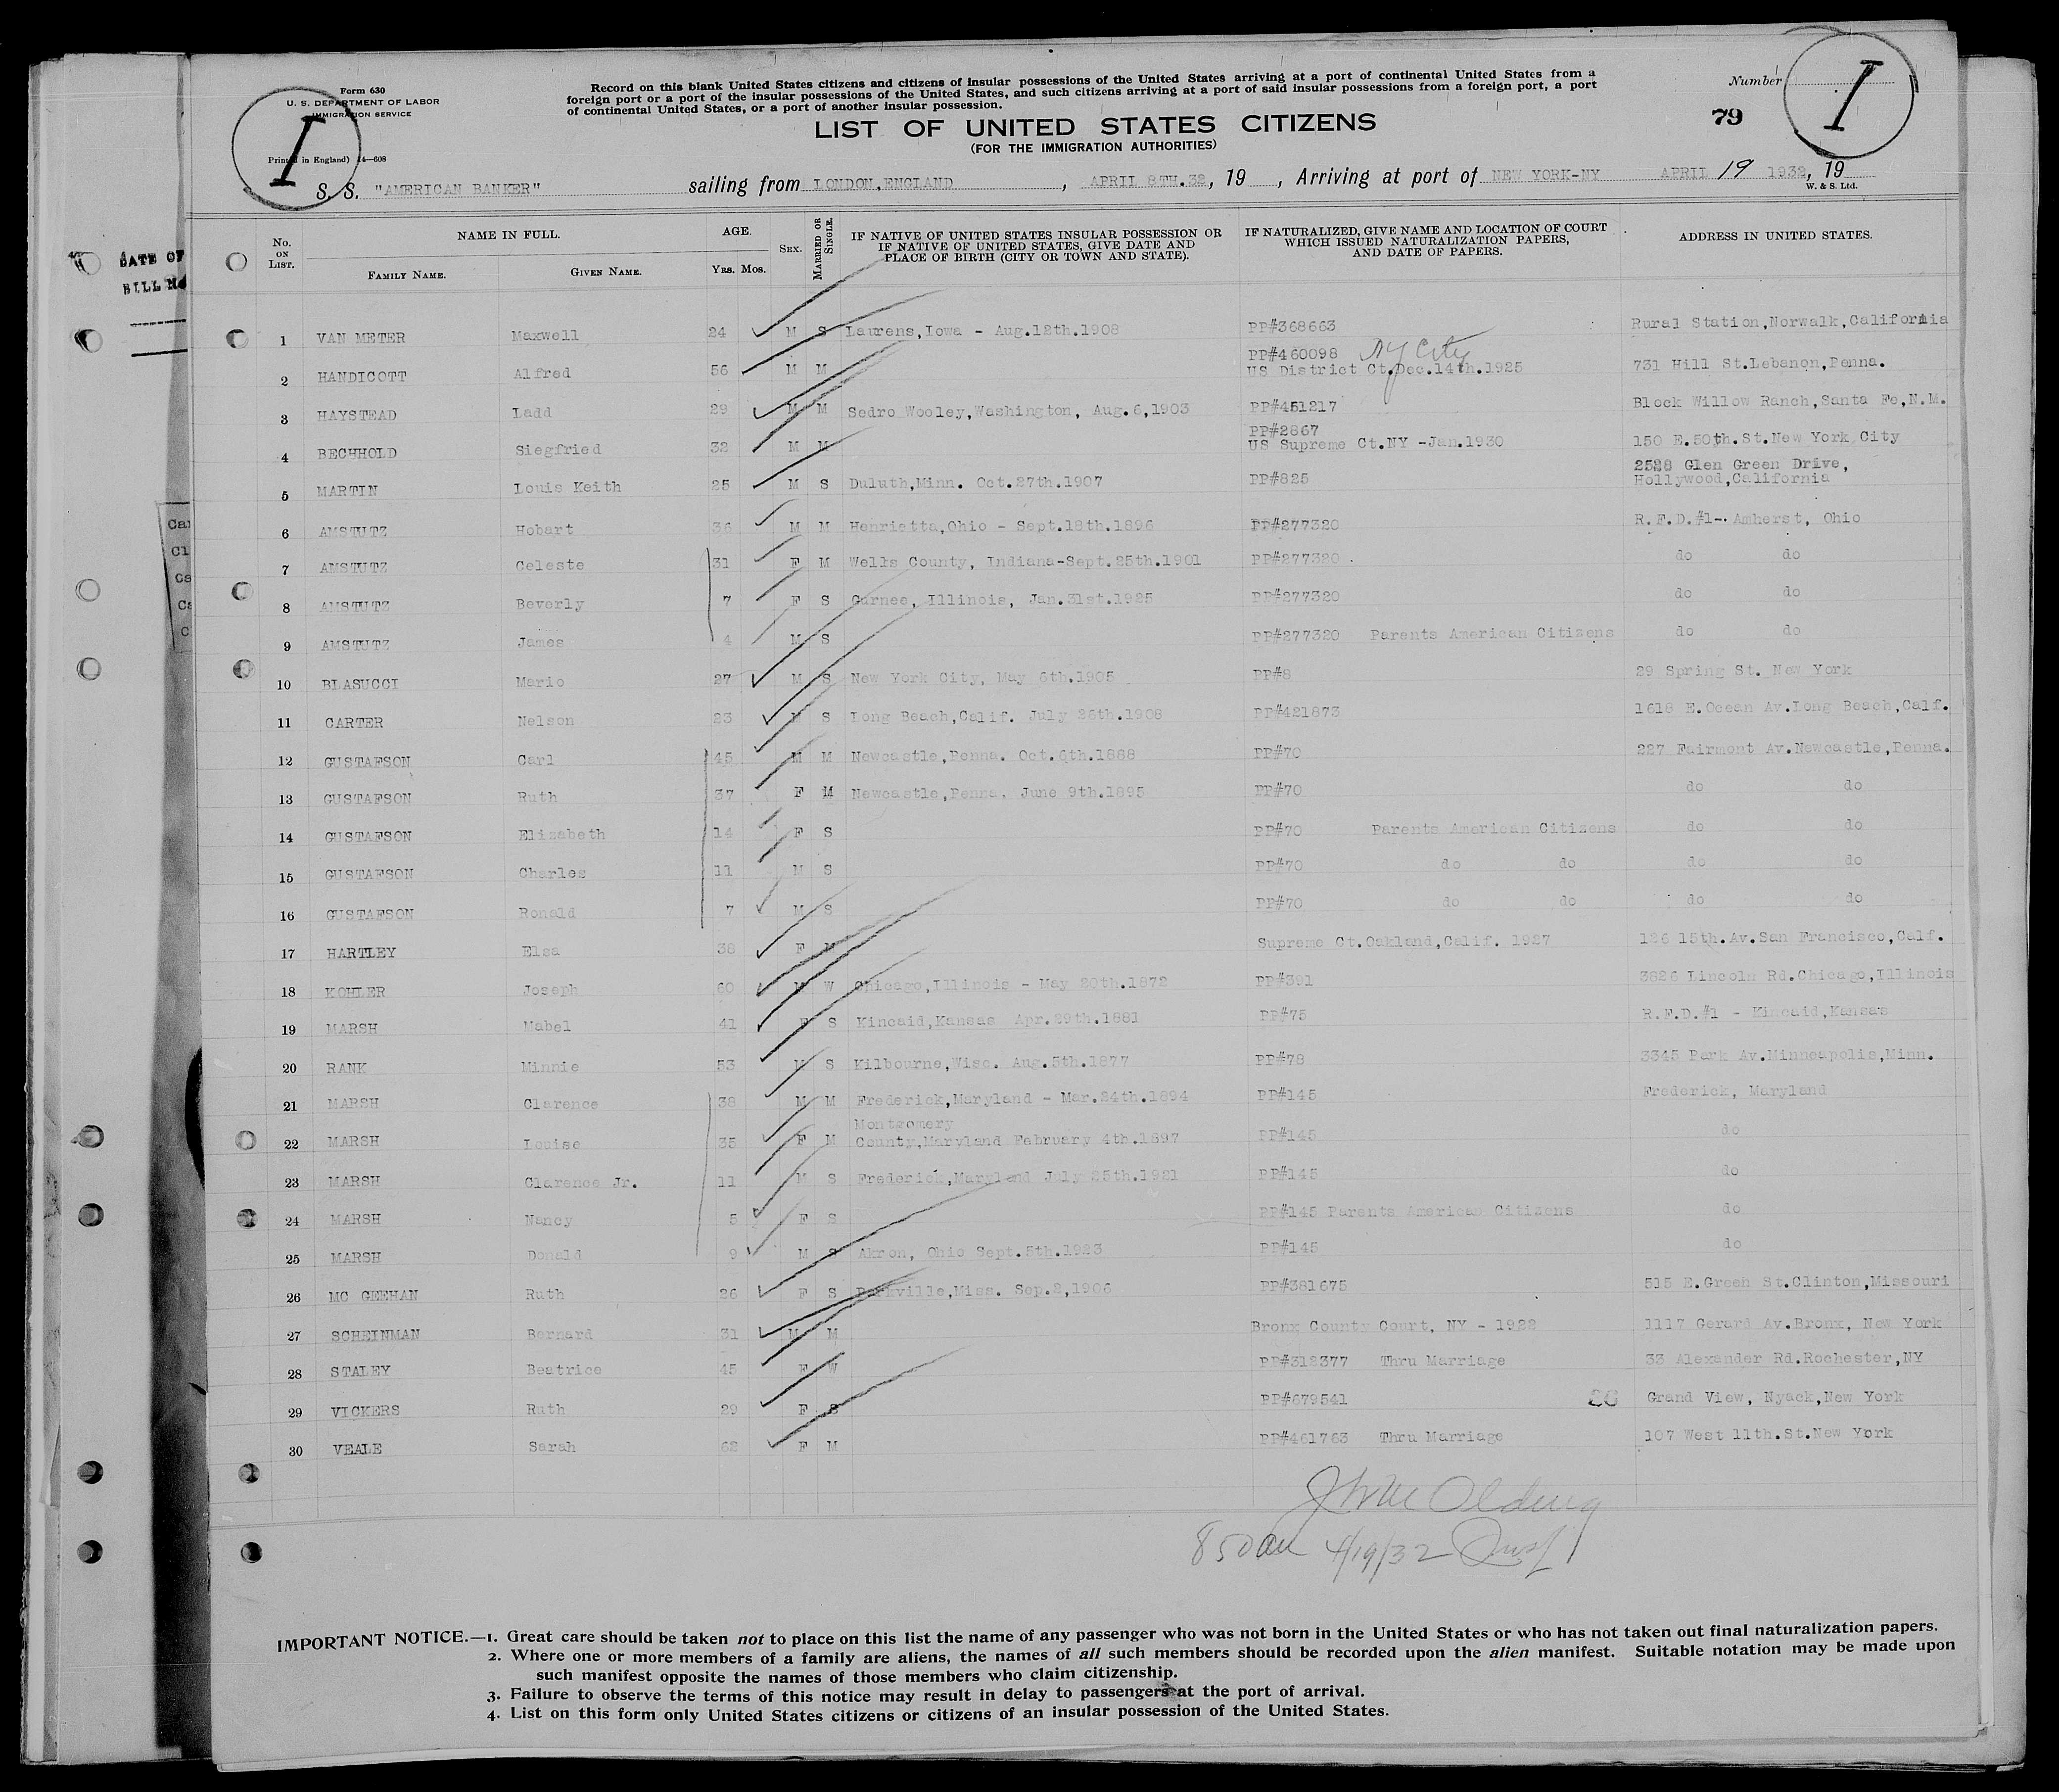 Form 630
U. S. DEPARTMENT OF LABOR
IMMIGRATION SERVICE
Printed in England) 14—608
I
Record on this blank United States citizens and citizens of insular possessions of the United States arriving at a port of continental United States from a
foreign port or a port of the insular possessions of the United States, and such citizens arriving at a port of said insular possessions from a foreign port, a port
of continental United States, or a port of another insular possession.
LIST OF UNITED STATES CITIZENS
(FOR THE IMMIGRATION AUTHORITIES)
Number
79
I
S. S. "AMERICAN BANKER" sailing from LONDON,ENGLAND, APRIL 8TH.32, 19 , Arriving at port of NEW YORK-NY APRIL 19 1932, 19
W. & S. Ltd.
DATE OF
BILL
No. ON LIST. NAME IN FULL. FAMILY NAME. GIVEN NAME. AGE. YRS. MOS. SEX. MARRIED OR SINGLE. IF NATIVE OF UNITED STATES INSULAR POSSESSION OR IF NATIVE OF UNITED STATES, GIVE DATE AND PLACE OF BIRTH (CITY OR TOWN AND STATE). IF NATURALIZED, GIVE NAME AND LOCATION OF COURT WHICH ISSUED NATURALIZATION PAPERS, AND DATE OF PAPERS. ADDRESS IN UNITED STATES.
1 VAN METER Maxwell 24 M S Laurens,Iowa - Aug.12th.1908 PP#368663 Rural Station,Norwalk,California
2 HANDICOTT Alfred 56 M M PP#460098 NY City US District Ct.Dec.14th.1925 731 Hill St.Lebanon,Penna.
3 HAYSTEAD Ladd 29 M M Sedro Wooley,Washington, Aug.6,1903 PP#451217 Block Willow Ranch,Santa Fe,N.M.
4 BECHHOLD Siegfried 32 M M PP#2867 US Supreme Ct.NY -Jan.1930 150 E.50th.St.New York City
5 MARTIN Louis Keith 25 M S Duluth,Minn. Oct.27th.1907 PP#825 2528 Glen Green Drive, Hollywood,California
6 AMSTUTZ Hobart 36 M M Henrietta,Ohio - Sept.18th.1896 PP#277320 R.F.D.#1-. Amherst, Ohio
7 AMSTUTZ Celeste 31 F M Wells County, Indiana-Sept.25th.1901 PP#277320 do do
8 AMSTUTZ Beverly 7 F S Gurnee, Illinois, Jan.31st.1925 PP#277320 do do
9 AMSTUTZ James 4 M S PP#277320 Parents American Citizens do do
10 BLASUCCI Mario 27 M S New York City, May 6th.1905 PP#8 29 Spring St. New York
11 CARTER Nelson 23 M S Long Beach,Calif. July 26th.1908 PP#421873 1618 E.Ocean Av.Long Beach,Calf.
12 GUSTAFSON Carl 45 M M Newcastle,Penna. Oct.6th.1888 PP#70 227 Fairmont Av.Newcastle,Penna.
13 GUSTAFSON Ruth 37 F M Newcastle,Penna. June 9th.1895 PP#70 do do
14 GUSTAFSON Elizabeth 14 F S PP#70 Parents American Citizens do do
15 GUSTAFSON Charles 11 M S PP#70 do do do do
16 GUSTAFSON Ronald 7 M S PP#70 do do do do
17 HARTLEY Elsa 38 F M Supreme Ct.Oakland,Calif. 1927 126 15th.Av.San Francisco,Calf.
18 KOHLER Joseph 60 M W Chicago,Illinois - May 20th.1872 PP#391 3826 Lincoln Rd.Chicago,Illinois
19 MARSH Mabel 41 F S Kincaid,Kansas Apr.29th.1881 PP#75 R.F.D.#1 - Kincaid,Kansas
20 RANK Minnie 53 S Kilbourne,Wisc. Aug.5th.1877 PP#78 3345 Park Av.Minneapolis,Minn.
21 MARSH Clarence 38 M M Frederick,Maryland - Mar.24th.1894 PP#145 Frederick, Maryland
22 MARSH Louise 35 F M Montgomery County,Maryland February 4th.1897 PP#145 do
23 MARSH Clarence Jr. 11 M S Frederick,Maryland July 25th.1921 PP#145 do
24 MARSH Nancy 5 F S PP#145 Parents American Citizens do
25 MARSH Donald 9 M S Akron, Ohio Sept.5th.1923 PP#145 do
26 MC GEEHAN Ruth 26 F S Miss. Sep.2,1906 PP#381675 515 E.Green St.Clinton,Missouri
27 SCHEINMAN Bernard 31 M M Bronx County Court, NY - 1922 1117 Gerard Av.Bronx, New York
28 STALEY Beatrice 45 F W PP#312377 Thru Marriage 33 Alexander Rd.Rochester,NY
29 VICKERS Ruth 29 F S PP#679541 Grand View, Nyack,New York
30 VEALE Sarah 62 F M PP#461763 Thru Marriage 107 West 11th.St.New York
Olding
850am 4/19/32 Insp
IMPORTANT NOTICE.—1. Great care should be taken not to place on this list the name of any passenger who was not born in the United States or who has not taken out final naturalization papers.
2. Where one or more members of a family are aliens, the names of all such members should be recorded upon the alien manifest. Suitable notation may be made upon
such manifest opposite the names of those members who claim citizenship.
3. Failure to observe the terms of this notice may result in delay to passengers at the port of arrival.
4. List on this form only United States citizens or citizens of an insular possession of the United States.